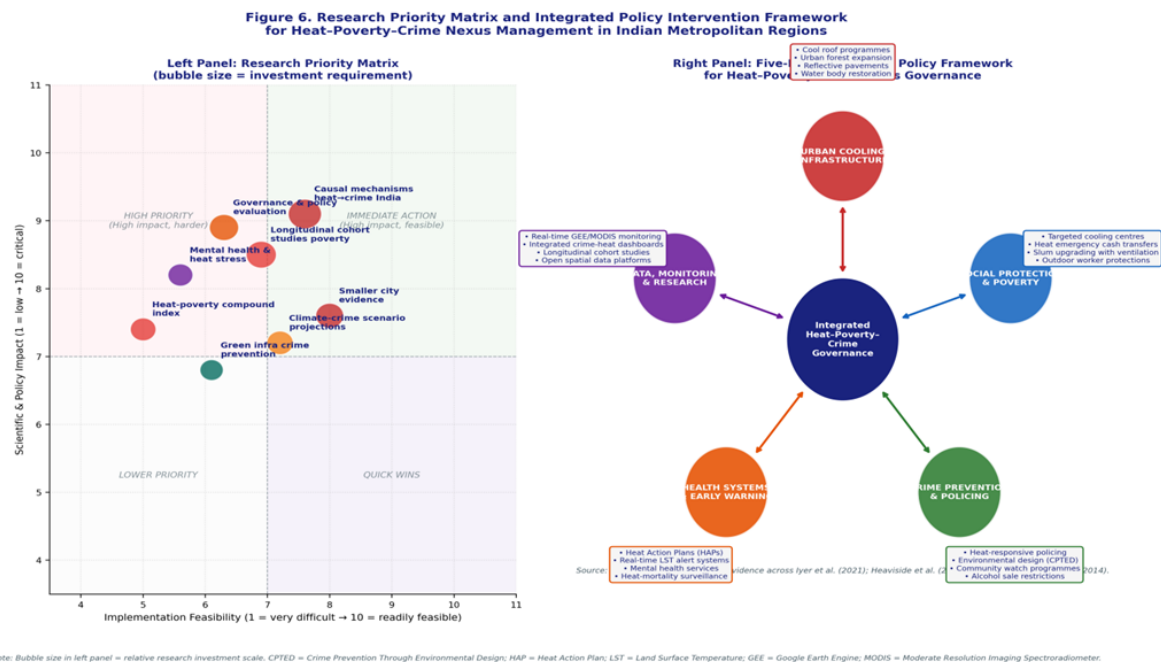 Figure 6. Research Priority Matrix and Integrated Policy Intervention Framework
for Heat–Poverty–Crime Nexus Management in Indian Metropolitan Regions
Left Panel: Research Priority Matrix
(bubble size = investment requirement)
11
10
9
8
7
6
5
4
Scientific & Policy Impact (1 = low → 10 = critical)
HIGH PRIORITY
(High impact, harder)
IMMEDIATE ACTION
(High impact, feasible)
Causal mechanisms
heat→crime India
Governance & policy
evaluation
Longitudinal cohort
studies poverty
Mental health &
heat stress
Smaller city
evidence
Heat-poverty compound
index
Climate-crime scenario
projections
Green infra crime
prevention
LOWER PRIORITY
QUICK WINS
4 5 6 7 8 9 10 11
Implementation Feasibility (1 = very difficult → 10 = readily feasible)
Right Panel: Five- Policy Framework
for Heat–Pove s Governance
• Cool roof programmes
• Urban forest expansion
• Reflective pavements
• Water body restoration
URBAN COOLING
INFRASTRUCTURE
• Real-time GEE/MODIS monitoring
• Integrated crime-heat dashboards
• Longitudinal cohort studies
• Open spatial data platforms
DATA, MONITORING
& RESEARCH
• Targeted cooling centres
• Heat emergency cash transfers
• Slum upgrading with ventilation
• Outdoor worker protections
SOCIAL PROTECTION
& POVERTY
Integrated
Heat–Poverty–
Crime
Governance
HEALTH SYSTEMS
EARLY WARNING
• Heat Action Plans (HAPs)
• Real-time LST alert systems
• Mental health services
• Heat-mortality surveillance
CRIME PREVENTION
& POLICING
• Heat-responsive policing
• Environmental design (CPTED)
• Community watch programmes
• Alcohol sale restrictions
Source: evidence across Iyer et al. (2021); Heaviside et al. 2014).
Note: Bubble size in left panel = relative research investment scale. CPTED = Crime Prevention Through Environmental Design; HAP = Heat Action Plan; LST = Land Surface Temperature; GEE = Google Earth Engine; MODIS = Moderate Resolution Imaging Spectroradiometer.